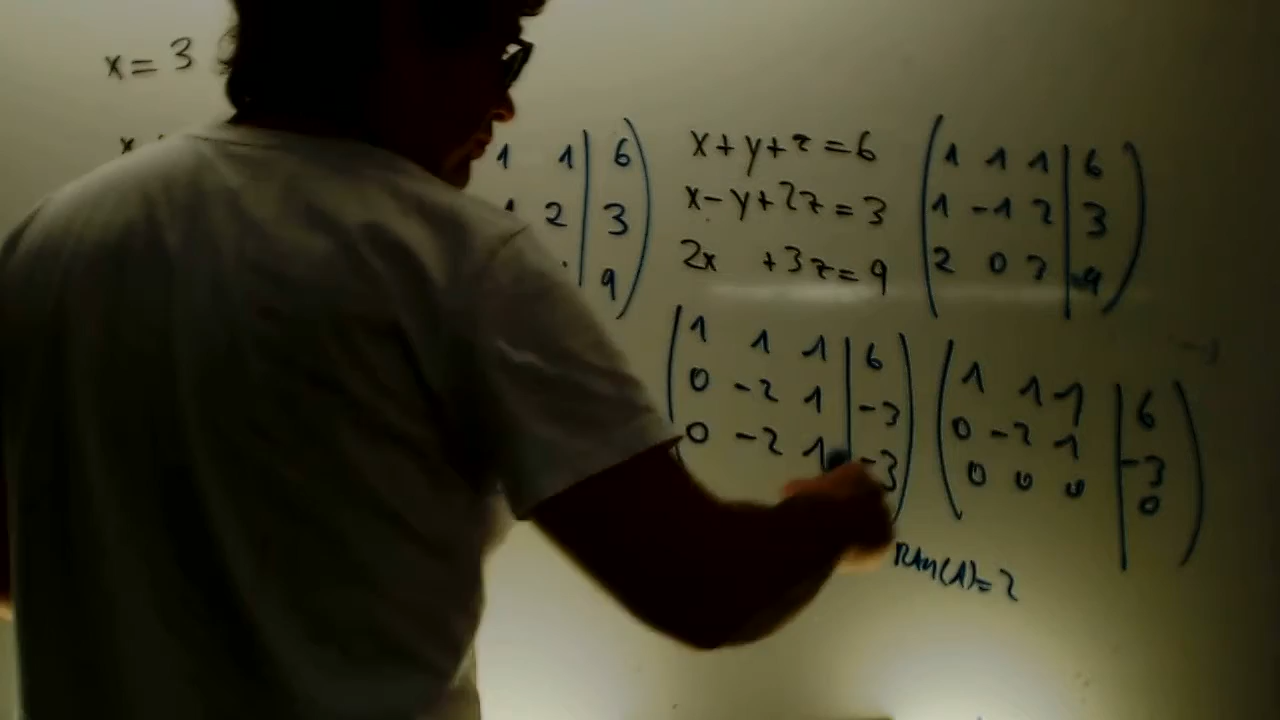 x = 3
x
1 1 | 6
1 2 | 3
9
x+y+z=6
x-y+2z=3
2x +3z=9
1 1 1 | 6
1 -1 2 | 3
2 0 3 | 9
1 1 1 | 6
0 -2 1 | -3
0 -2 1 | -3
1 1 1 | 6
0 -2 1 | -3
0 0 0 | 0
RAN(A)=2